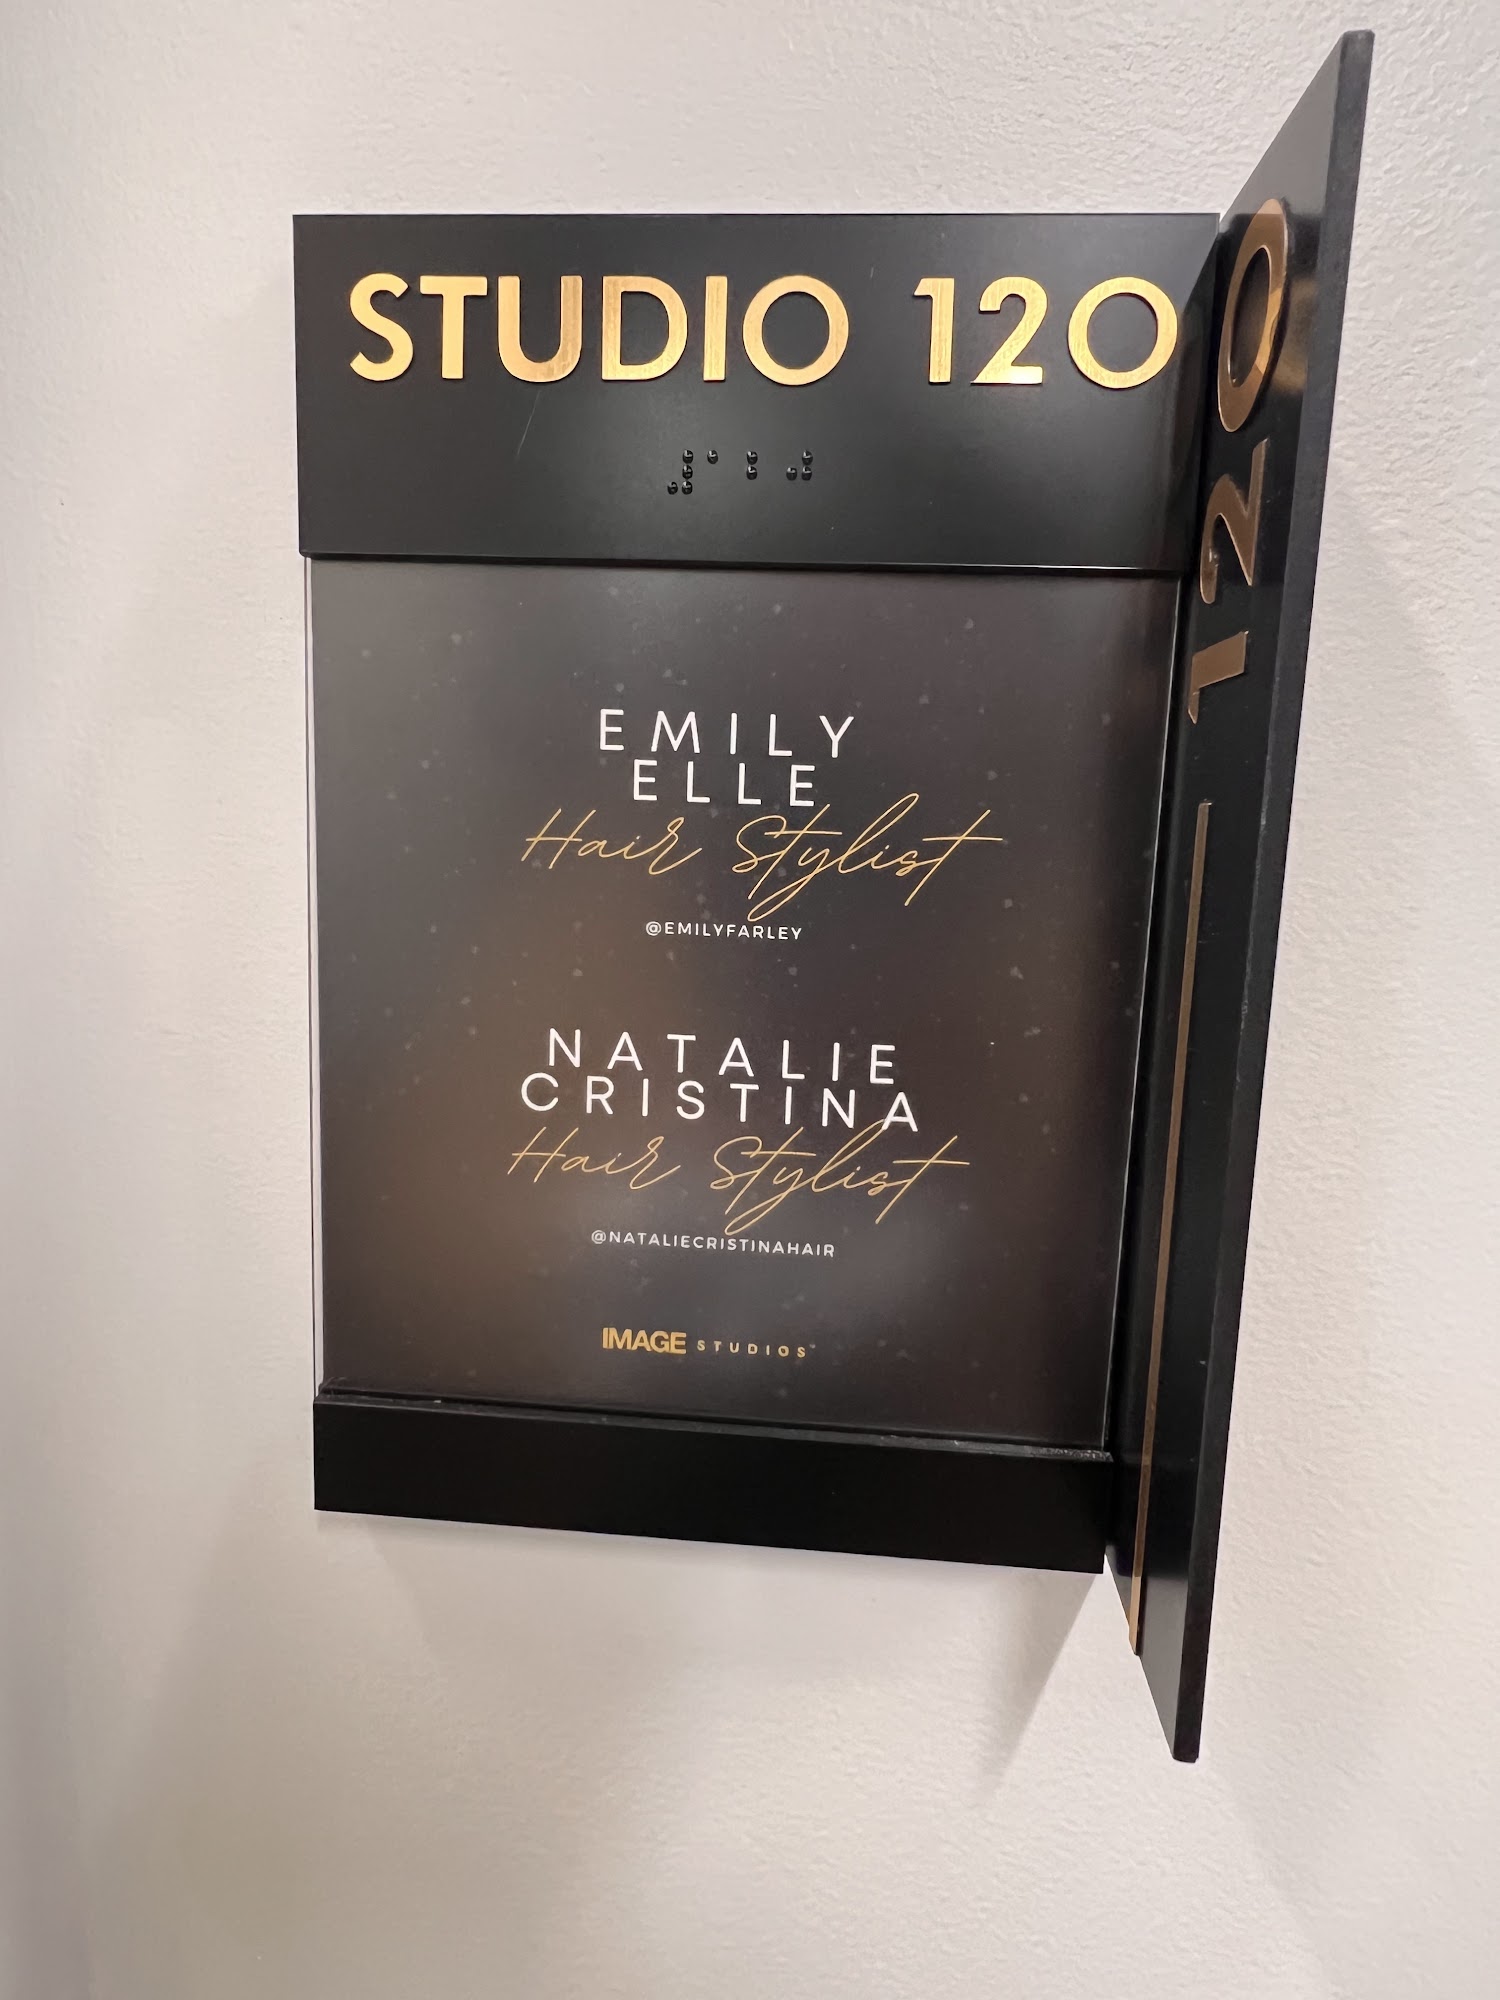 STUDIO 120
⠼⠁⠃⠚
EMILY
ELLE
Hair Stylist
@EMILYFARLEY
NATALIE
CRISTINA
Hair Stylist
@NATALIECRISTINAHAIR
IMAGE STUDIOS
120